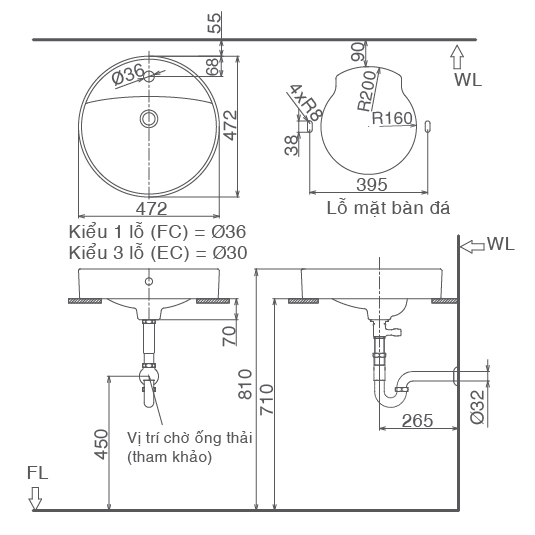 55
68
Ø36
472
472
90
WL
R200
4xR8
R160
38
395
Lỗ mặt bàn đá
Kiểu 1 lỗ (FC) = Ø36
Kiểu 3 lỗ (EC) = Ø30
WL
70
810
710
450
Ø32
265
Vị trí chờ ống thải
(tham khảo)
FL